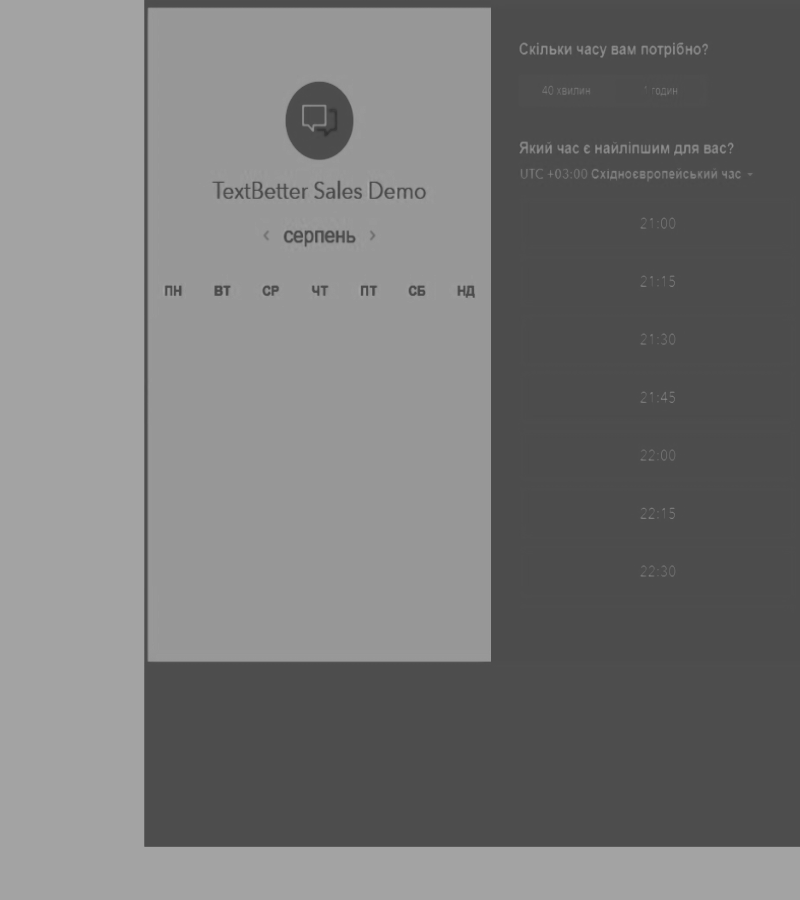 TextBetter Sales Demo
‹ серпень ›
ПН ВТ СР ЧТ ПТ СБ НД
Скільки часу вам потрібно?
40 хвилин 1 годин
Який час є найліпшим для вас?
UTC +03:00 Східноєвропейський час
21:00
21:15
21:30
21:45
22:00
22:15
22:30